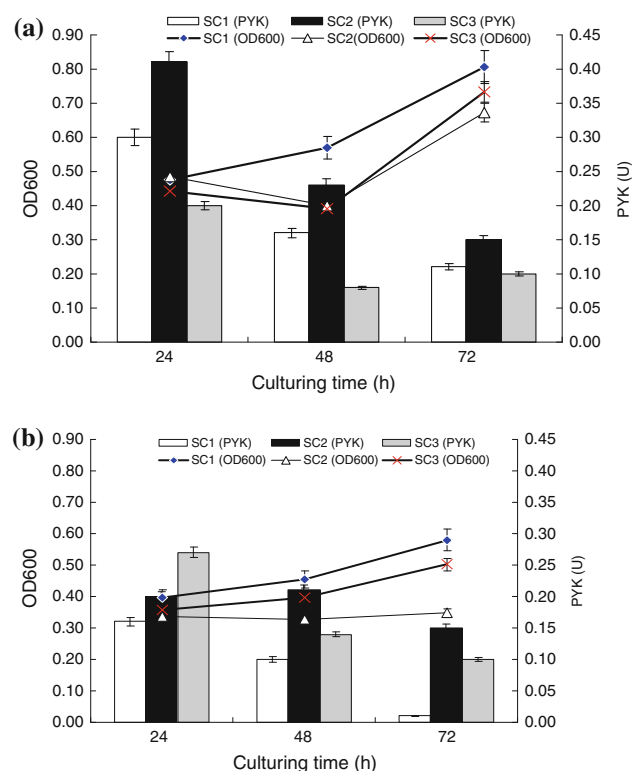 (a)
SC1 (PYK) SC2 (PYK) SC3 (PYK)
SC1 (OD600) SC2(OD600) SC3 (OD600)
0.90
0.80
0.70
0.60
0.50
0.40
0.30
0.20
0.10
0.00
OD600
0.45
0.40
0.35
0.30
0.25
0.20
0.15
0.10
0.05
0.00
PYK (U)
24 48 72
Culturing time (h)
(b)
SC1 (PYK) SC2 (PYK) SC3 (PYK)
SC1 (OD600) SC2 (OD600) SC3 (OD600)
0.90
0.80
0.70
0.60
0.50
0.40
0.30
0.20
0.10
0.00
OD600
0.45
0.40
0.35
0.30
0.25
0.20
0.15
0.10
0.05
0.00
PYK (U)
24 48 72
Culturing time (h)